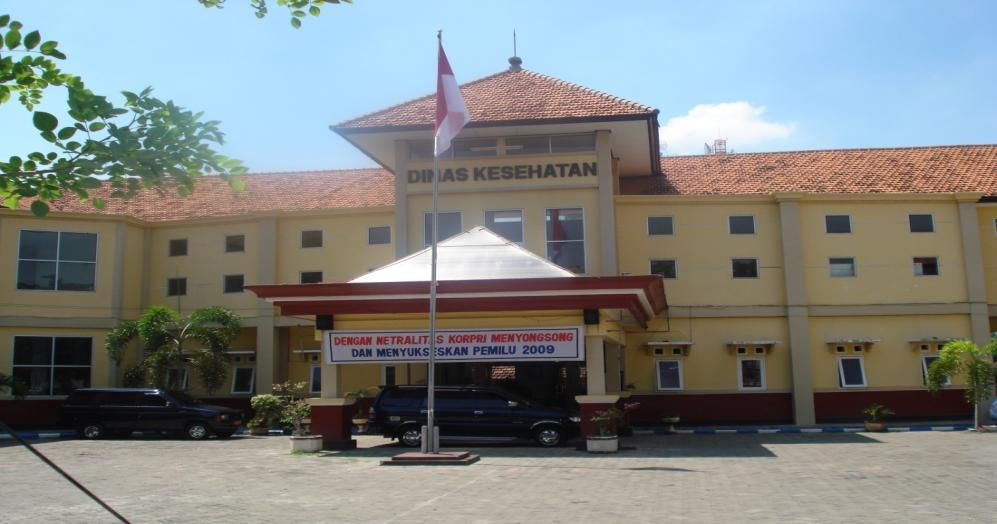 DINAS KESEHATAN
DENGAN NETRALITAS KORPRI MENYONGSONG
DAN MENYUKSESKAN PEMILU 2009